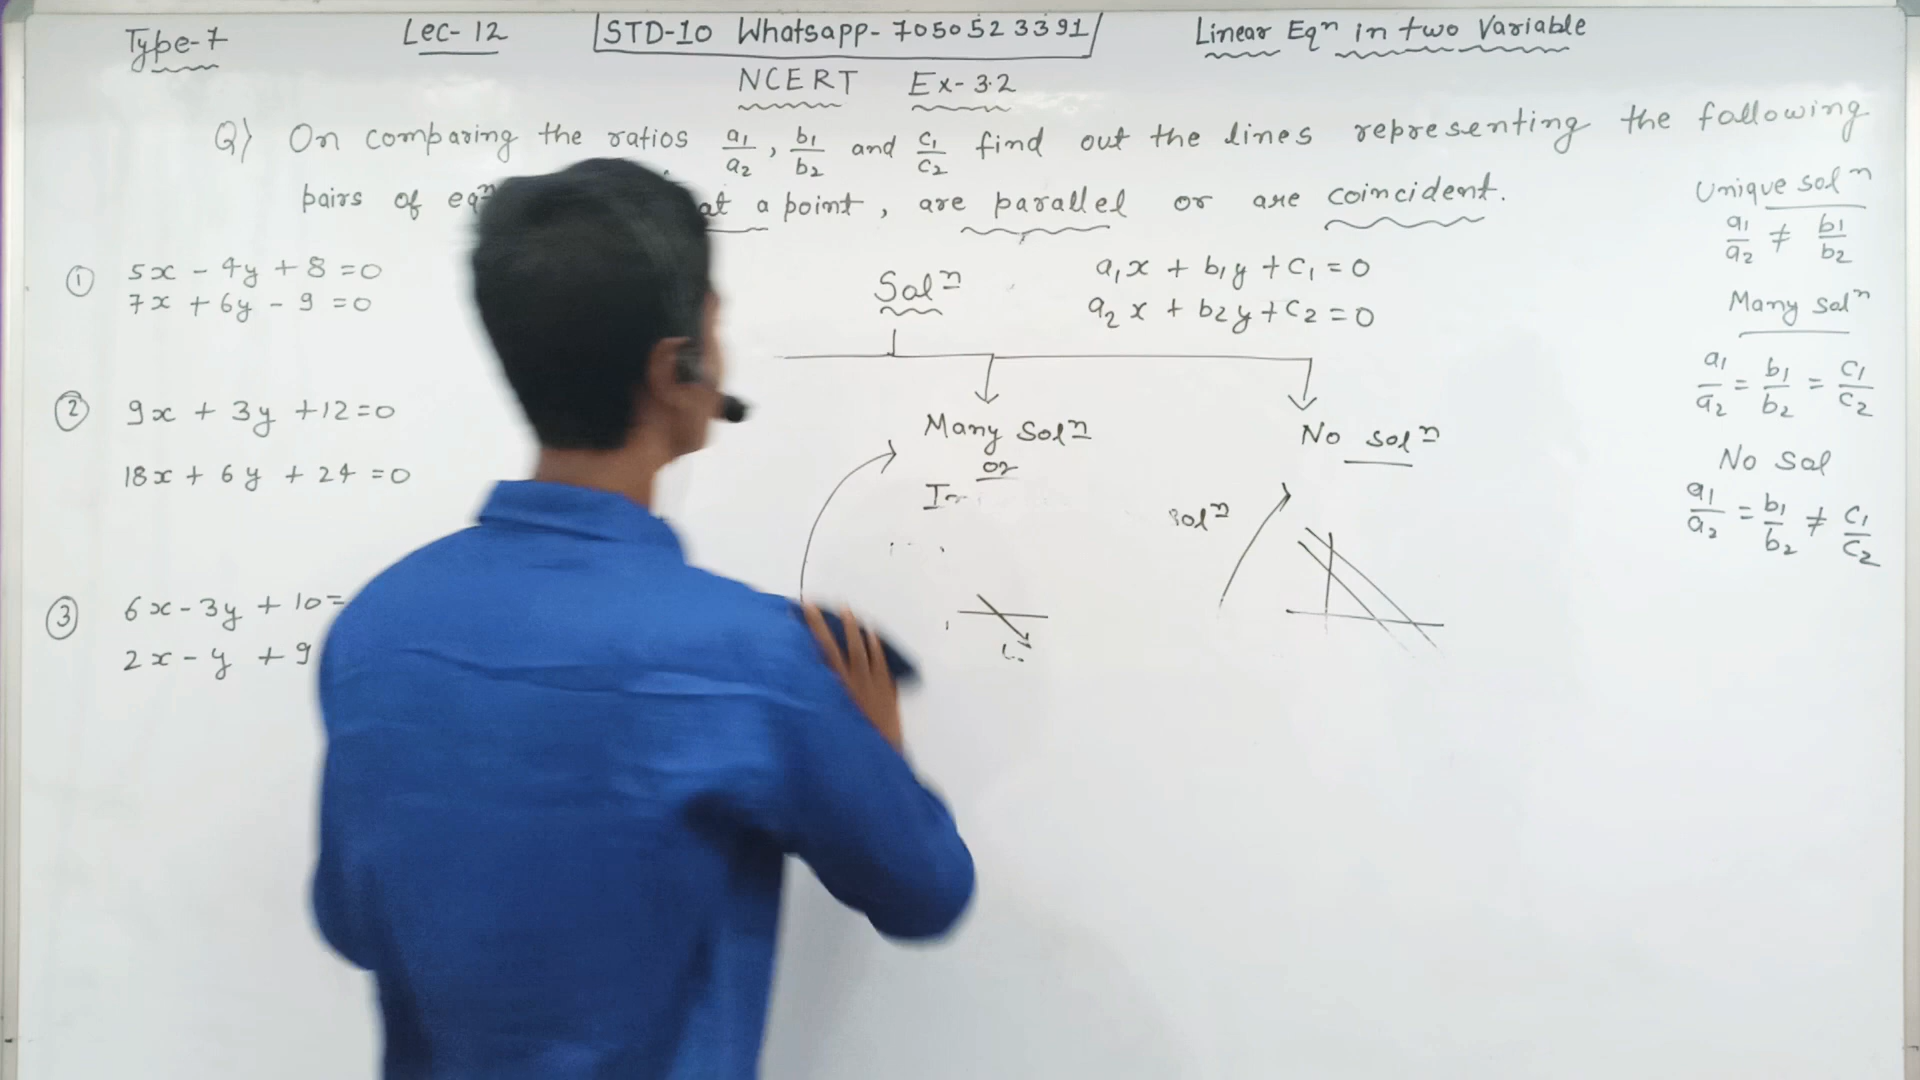 Type-7 Lec-12 STD-10 Whatsapp-7050523391 Linear Eqn in two Variable
NCERT Ex-3.2
Q) On comparing the ratios a1/a2, b1/b2 and c1/c2 find out the lines representing the following
pairs of eqn at a point, are parallel or are coincident.
① 5x - 4y + 8 = 0
7x + 6y - 9 = 0
② 9x + 3y + 12 = 0
18x + 6y + 24 = 0
③ 6x - 3y + 10 =
2x - y + 9
Soln
a1x + b1y + c1 = 0
a2x + b2y + c2 = 0
Many Soln
or
No soln
soln
Unique soln
a1/a2 ≠ b1/b2
Many soln
a1/a2 = b1/b2 = c1/c2
No Sol
a1/a2 = b1/b2 ≠ c1/c2